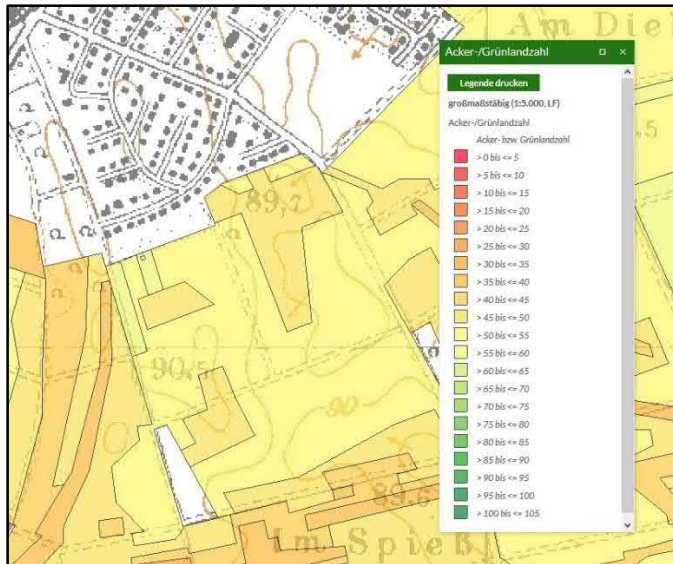 Am Die
Acker-/Grünlandzahl
Legende drucken
großmaßstäbig (1:5.000, LF)
Acker-/Grünlandzahl
Acker- bzw. Grünlandzahl
> 0 bis <= 5
> 5 bis <= 10
> 10 bis <= 15
> 15 bis <= 20
> 20 bis <= 25
> 25 bis <= 30
> 30 bis <= 35
> 35 bis <= 40
> 40 bis <= 45
> 45 bis <= 50
> 50 bis <= 55
> 55 bis <= 60
> 60 bis <= 65
> 65 bis <= 70
> 70 bis <= 75
> 75 bis <= 80
> 80 bis <= 85
> 85 bis <= 90
> 90 bis <= 95
> 95 bis <= 100
> 100 bis <= 105
89,7
90,5
90
89,6
Im Spieß